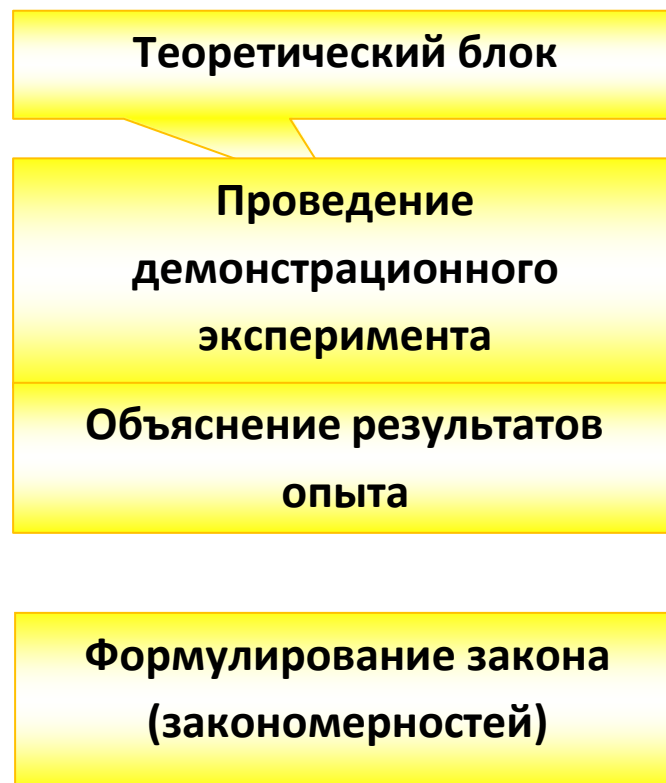 Теоретический блок
Проведение
демонстрационного
эксперимента
Объяснение результатов
опыта
Формулирование закона
(закономерностей)